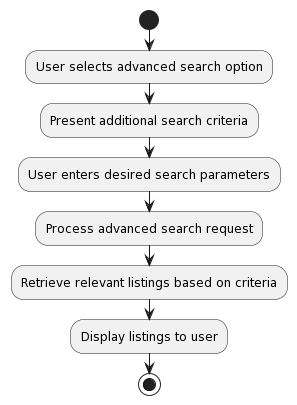 User selects advanced search option
Present additional search criteria
User enters desired search parameters
Process advanced search request
Retrieve relevant listings based on criteria
Display listings to user